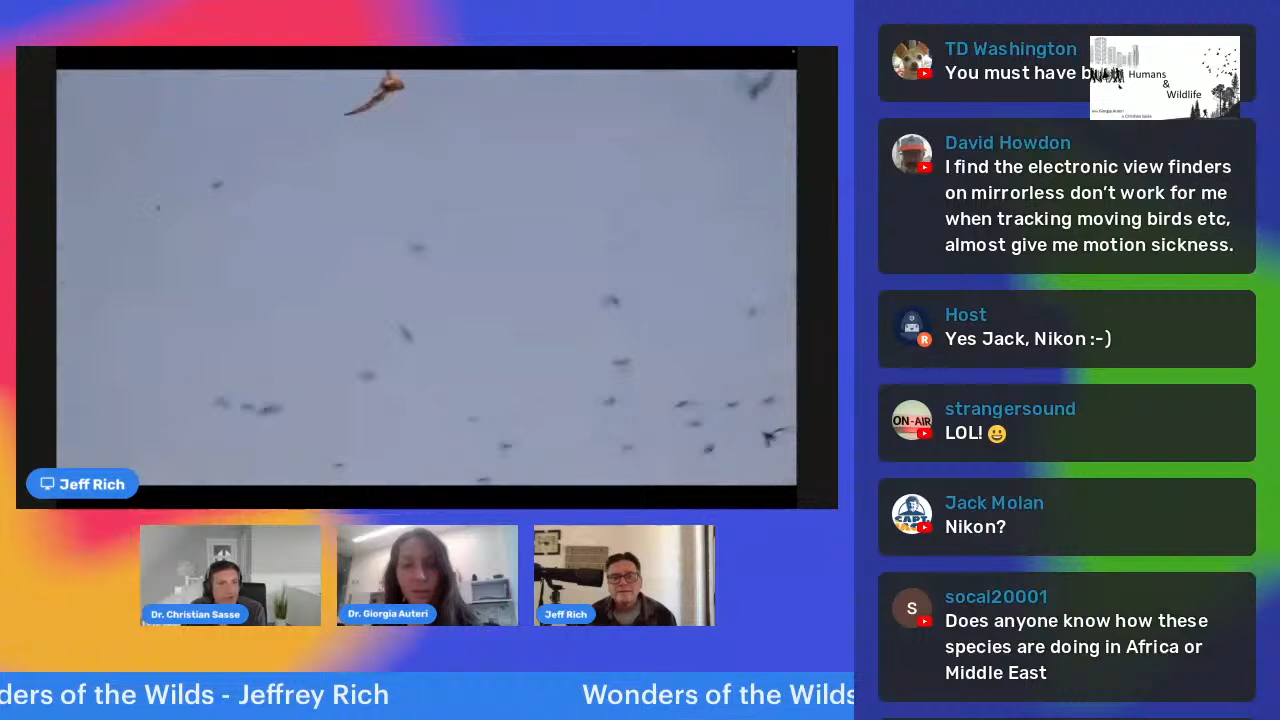 Jeff Rich
Dr. Christian Sasse
Dr. Giorgia Auteri
Jeff Rich
ders of the Wilds - Jeffrey Rich
Wonders of the Wilds
TD Washington
You must have
Humans
&
Wildlife
David Howdon
I find the electronic view finders
on mirrorless don’t work for me
when tracking moving birds etc,
almost give me motion sickness.
Host
R
Yes Jack, Nikon :-)
ON-AIR
strangersound
LOL! 😀
Jack Molan
Nikon?
S
socal20001
Does anyone know how these
species are doing in Africa or
Middle East